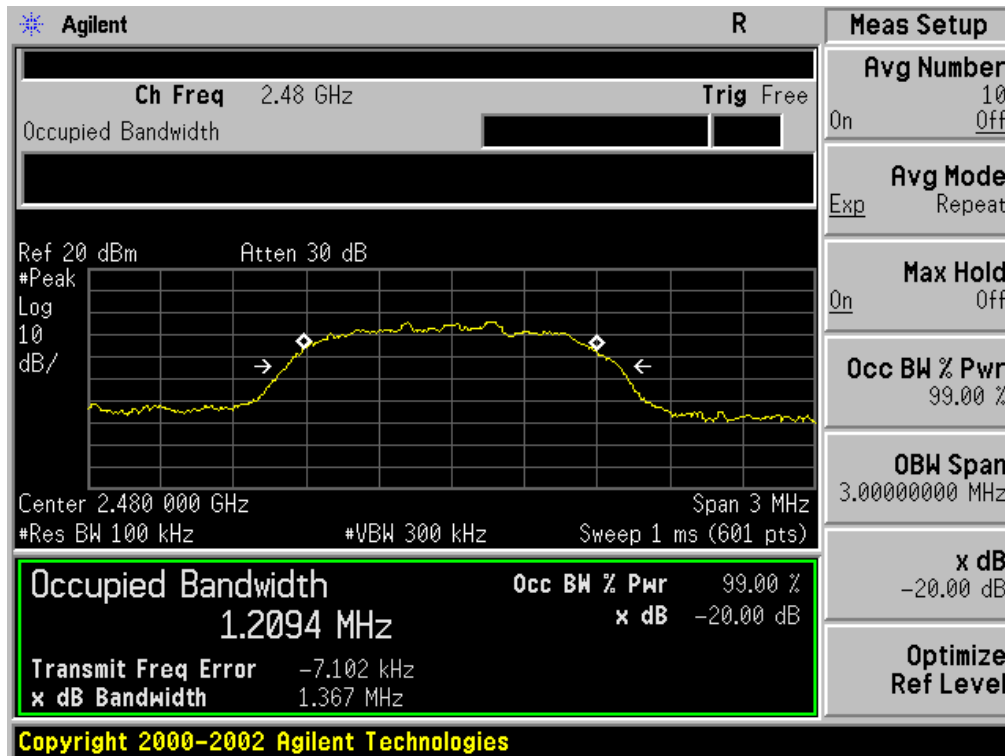 Agilent R Meas Setup
Ch Freq 2.48 GHz Trig Free
Occupied Bandwidth
Avg Number
10
On Off
Avg Mode
Exp Repeat
Max Hold
On Off
Occ BW % Pwr
99.00 %
OBW Span
3.00000000 MHz
x dB
-20.00 dB
Optimize
Ref Level
Ref 20 dBm Atten 30 dB
#Peak
Log
10
dB/
Center 2.480 000 GHz Span 3 MHz
#Res BW 100 kHz #VBW 300 kHz Sweep 1 ms (601 pts)
Occupied Bandwidth Occ BW % Pwr 99.00 %
1.2094 MHz x dB -20.00 dB
Transmit Freq Error -7.102 kHz
x dB Bandwidth 1.367 MHz
Copyright 2000-2002 Agilent Technologies